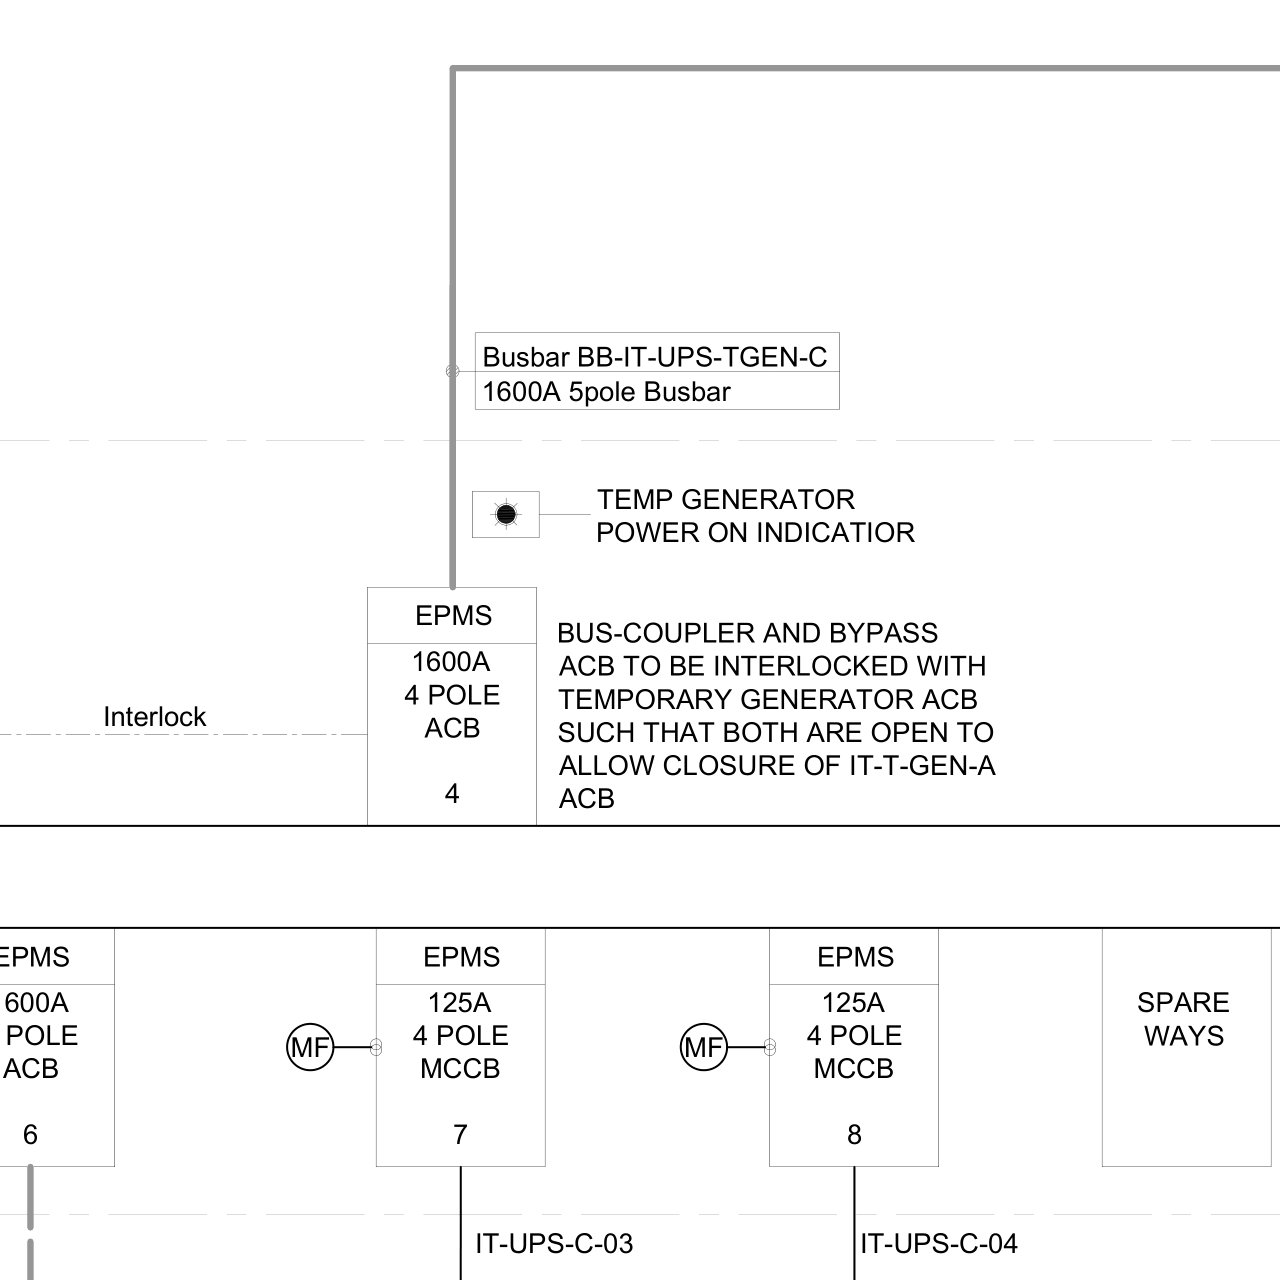 Busbar BB-IT-UPS-TGEN-C
1600A 5pole Busbar
TEMP GENERATOR
POWER ON INDICATIOR
EPMS
1600A
4 POLE
ACB
4
BUS-COUPLER AND BYPASS
ACB TO BE INTERLOCKED WITH
TEMPORARY GENERATOR ACB
SUCH THAT BOTH ARE OPEN TO
ALLOW CLOSURE OF IT-T-GEN-A
ACB
Interlock
EPMS
600A
POLE
ACB
6
MF
EPMS
125A
4 POLE
MCCB
7
MF
EPMS
125A
4 POLE
MCCB
8
SPARE
WAYS
IT-UPS-C-03
IT-UPS-C-04